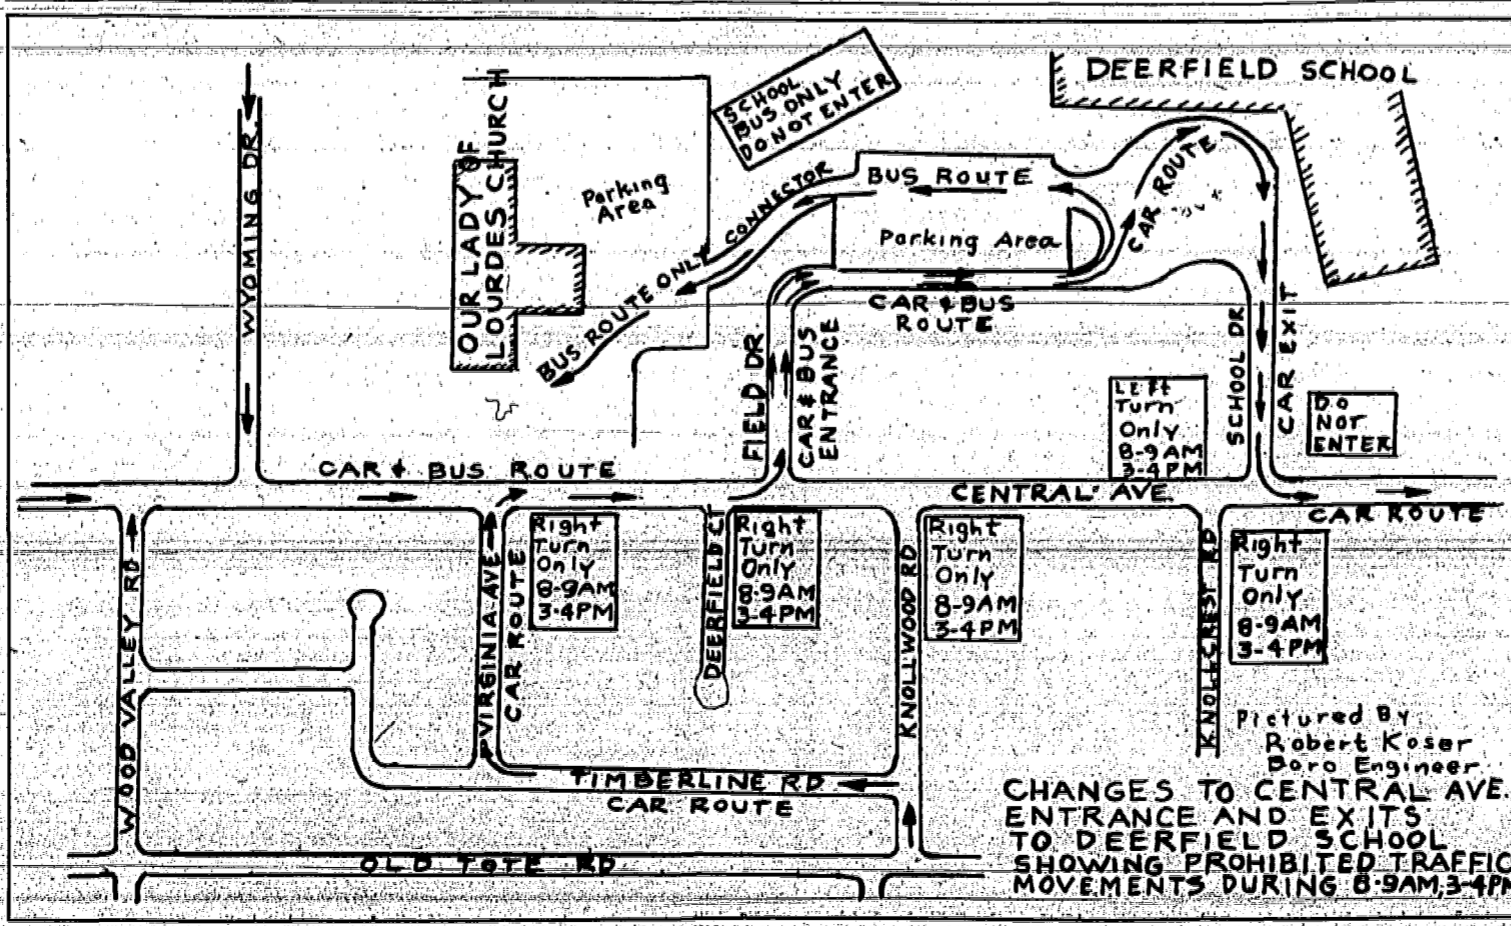 DEERFIELD SCHOOL
SCHOOL
BUS ONLY
DO NOT ENTER
WYOMING DR.
OUR LADY OF
LOURDES CHURCH
Parking
Area
CONNECTOR
BUS ROUTE ONLY
BUS ROUTE
Parking Area
CAR ROUTE
CAR & BUS
ROUTE
FIELD DR.
CAR & BUS
ENTRANCE
SCHOOL DR
CAR EXIT
Left
Turn
Only
8-9AM
3-4PM
DO
NOT
ENTER
CAR & BUS ROUTE
CENTRAL AVE
CAR ROUTE
WOOD VALLEY RD
VIRGINIA AVE
CAR ROUTE
Right
Turn
Only
8-9AM
3-4PM
DEERFIELD CT
Right
Turn
Only
8-9AM
3-4PM
KNOLLWOOD RD
Right
Turn
Only
8-9AM
3-4PM
KNOLLCREST RD
Right
Turn
Only
8-9AM
3-4PM
TIMBERLINE RD
CAR ROUTE
OLD TOTE RD
Pictured By
Robert Koser
Boro Engineer
CHANGES TO CENTRAL AVE.
ENTRANCE AND EXITS
TO DEERFIELD SCHOOL
SHOWING PROHIBITED TRAFFIC
MOVEMENTS DURING 8-9AM, 3-4PM